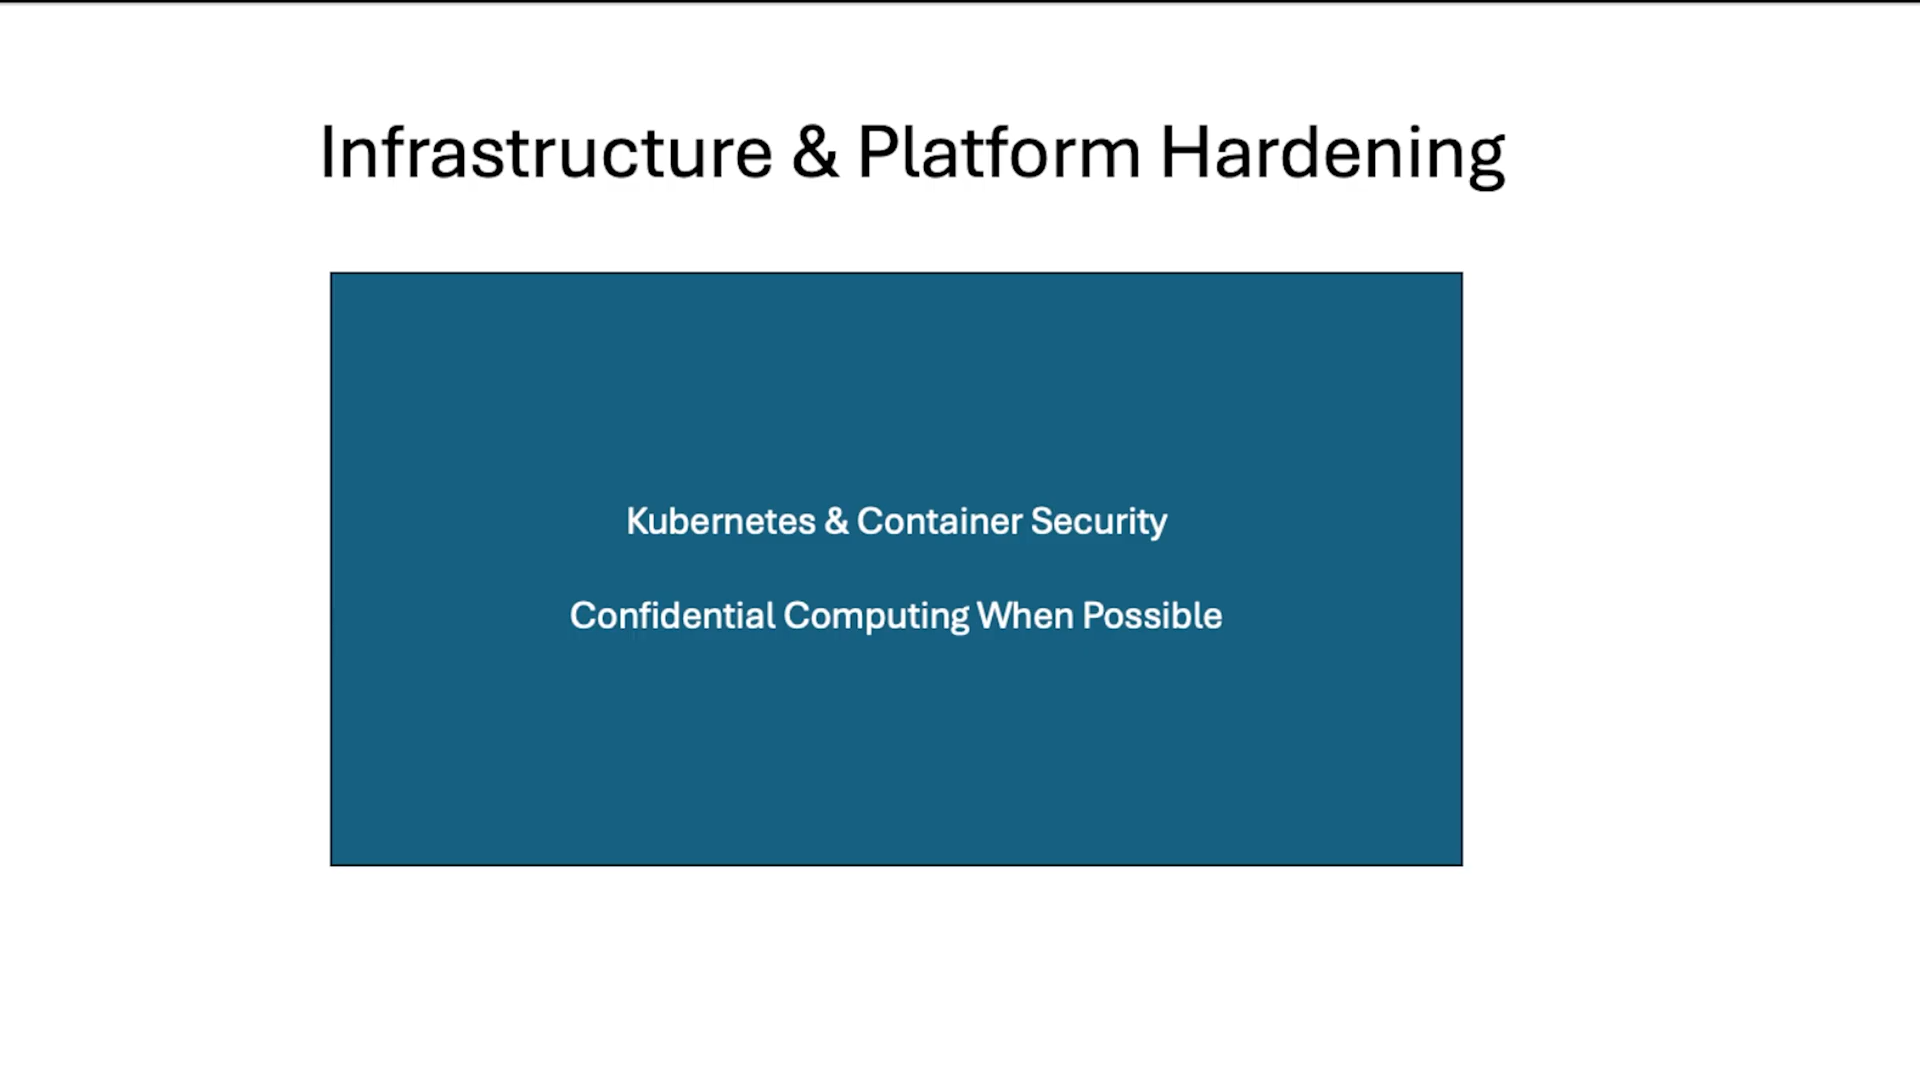 Infrastructure & Platform Hardening
Kubernetes & Container Security
Confidential Computing When Possible